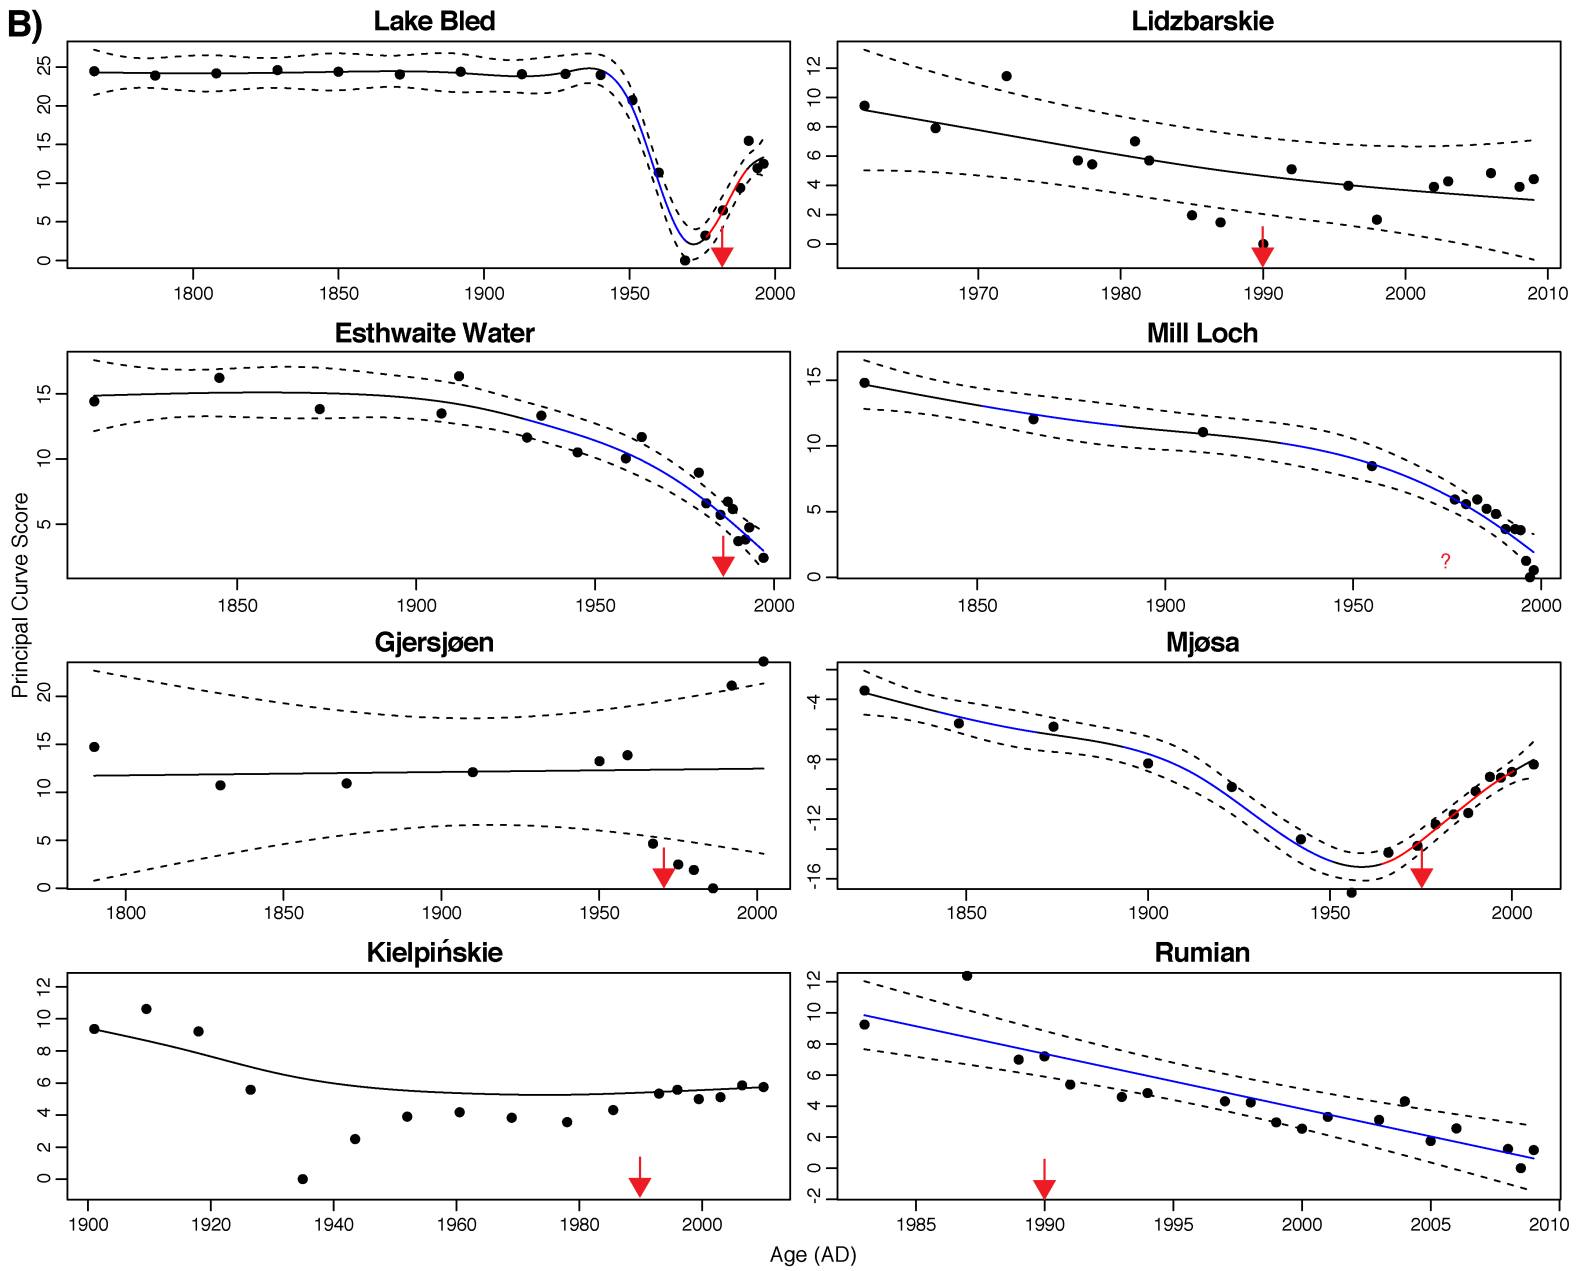 B)
Lake Bled
0 5 10 15 20 25
1800 1850 1900 1950 2000
Lidzbarskie
0 2 4 6 8 10 12
1970 1980 1990 2000 2010
Esthwaite Water
5 10 15
1850 1900 1950 2000
Mill Loch
0 5 10 15
?
1850 1900 1950 2000
Principal Curve Score
Gjersjøen
0 5 10 15 20
1800 1850 1900 1950 2000
Mjøsa
-16 -12 -8 -4
1850 1900 1950 2000
Kielpińskie
0 2 4 6 8 10 12
1900 1920 1940 1960 1980 2000
Rumian
-2 0 2 4 6 8 10 12
1985 1990 1995 2000 2005 2010
Age (AD)